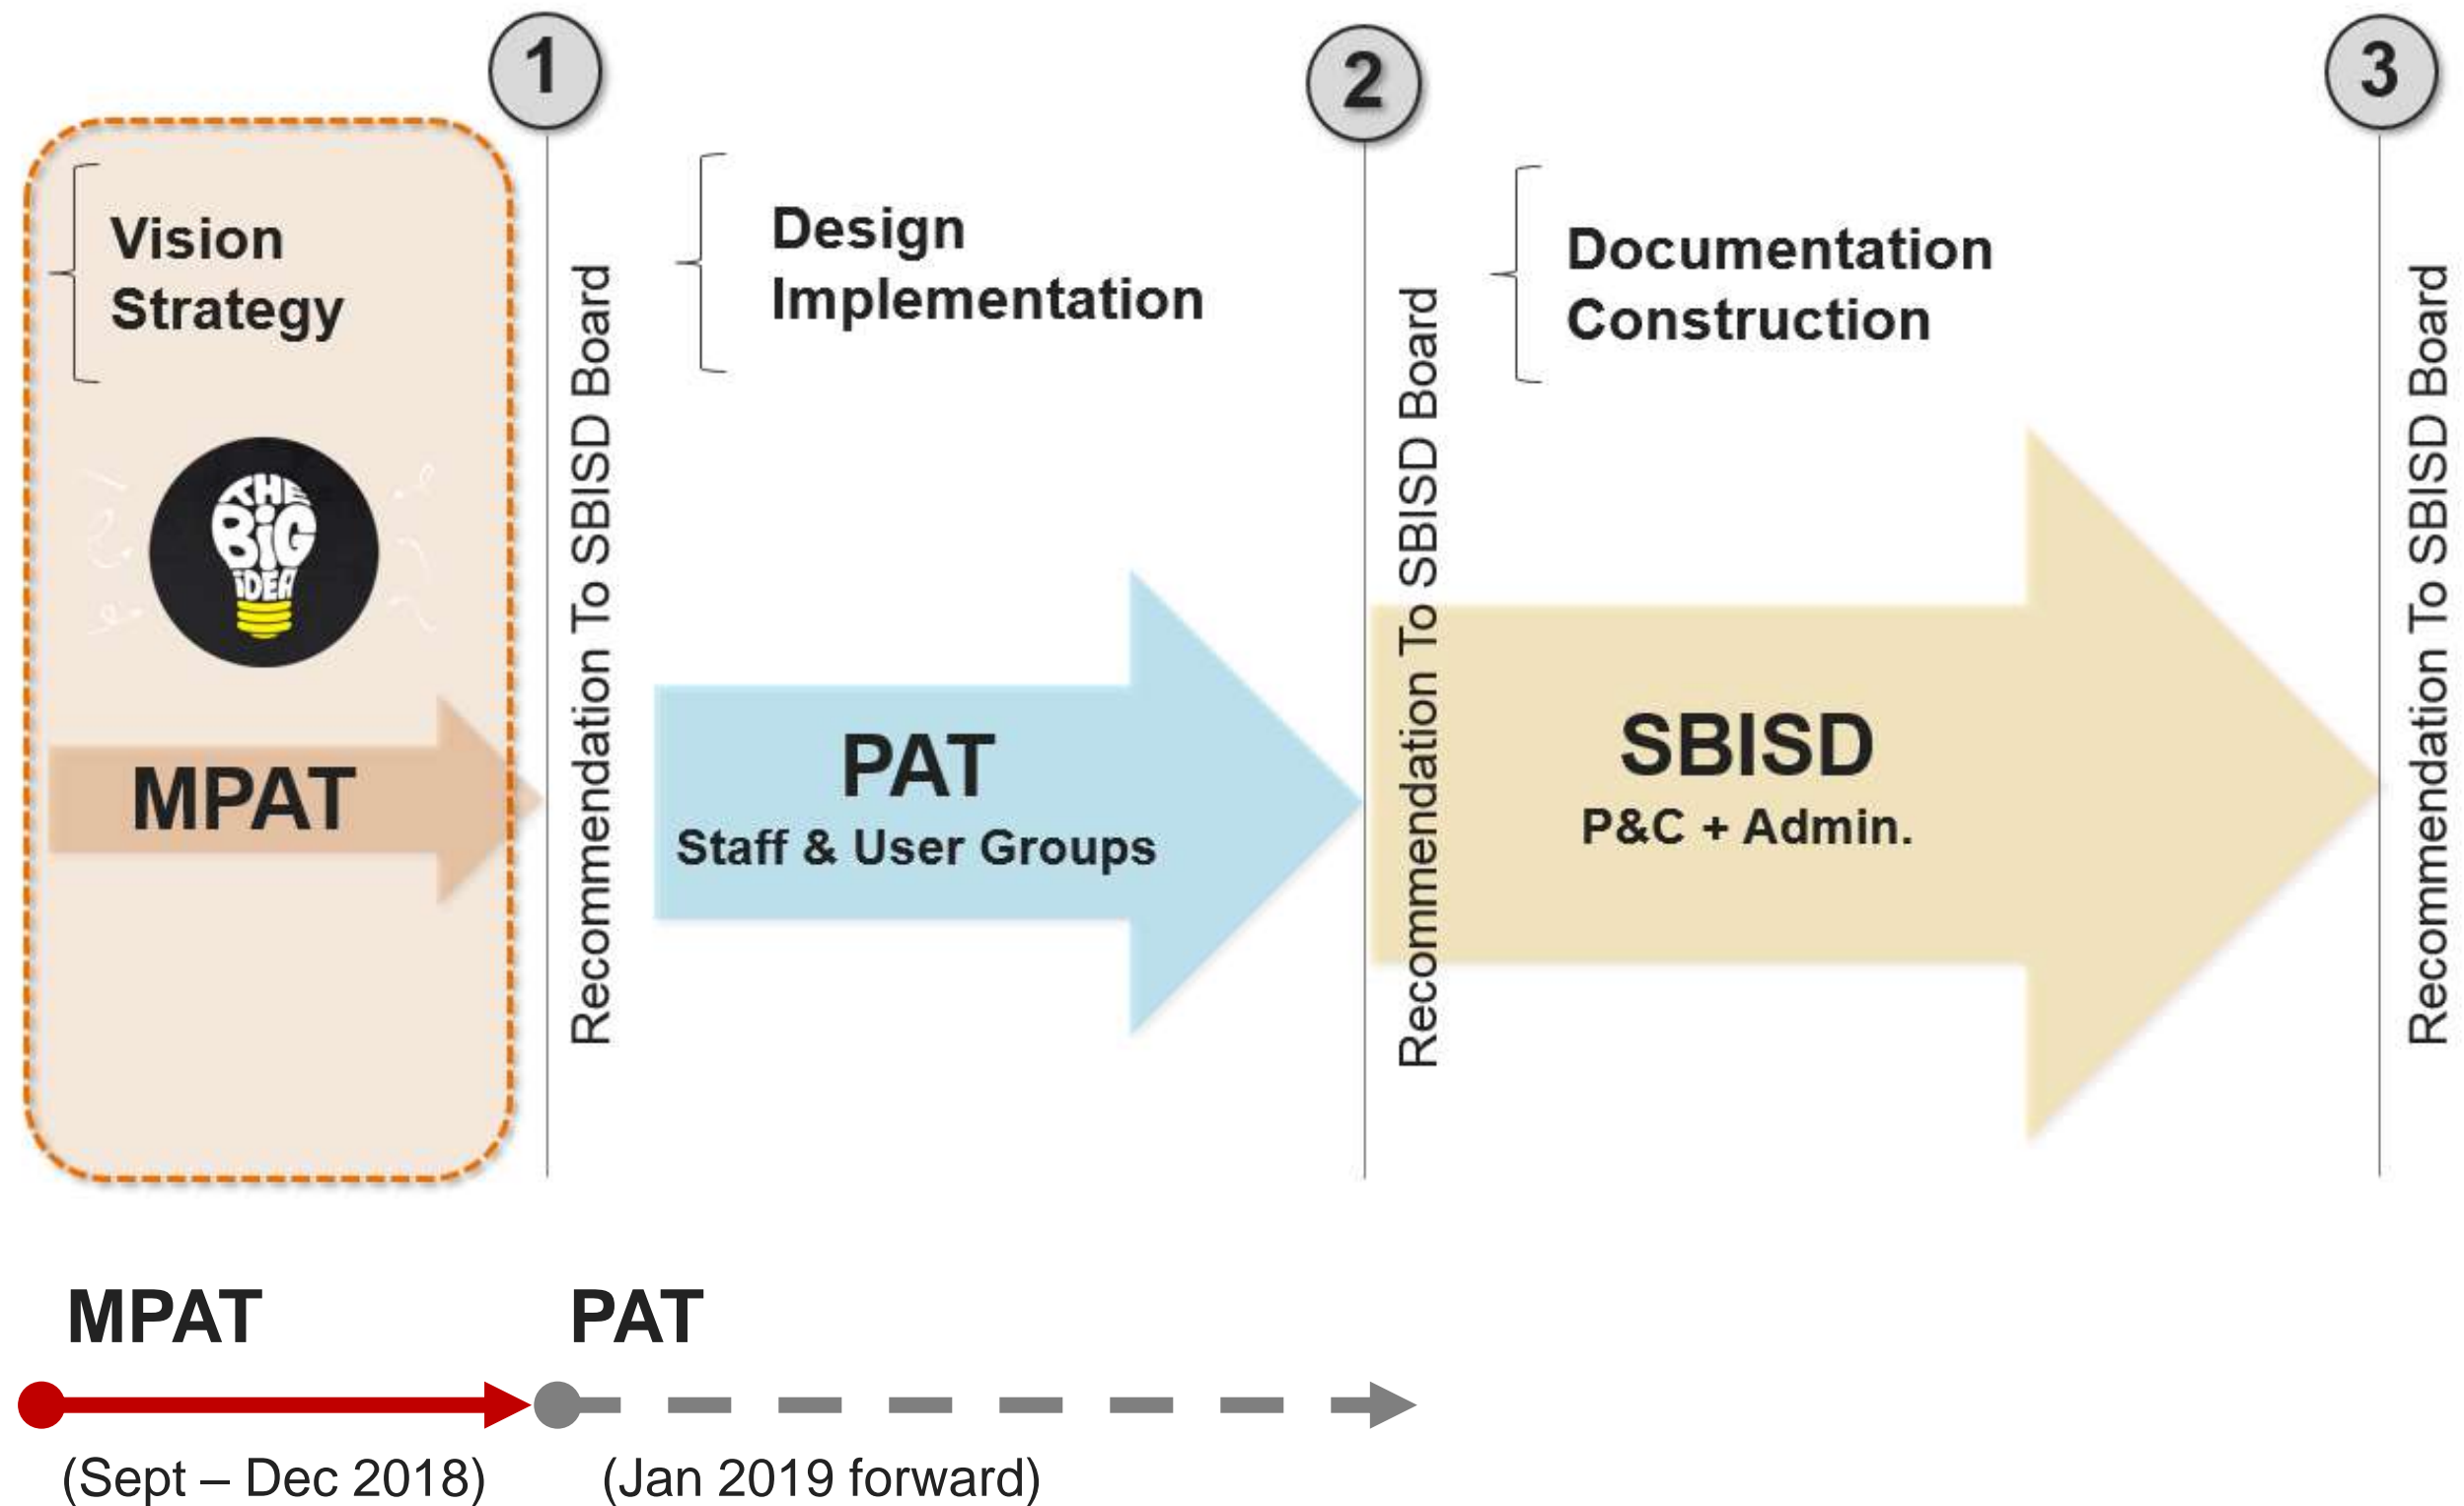 1
2
3
Vision
Strategy
THE
BiG
iDEA
MPAT
Recommendation To SBISD Board
Design
Implementation
PAT
Staff & User Groups
Recommendation To SBISD Board
Documentation
Construction
SBISD
P&C + Admin.
Recommendation To SBISD Board
MPAT
(Sept – Dec 2018)
PAT
(Jan 2019 forward)